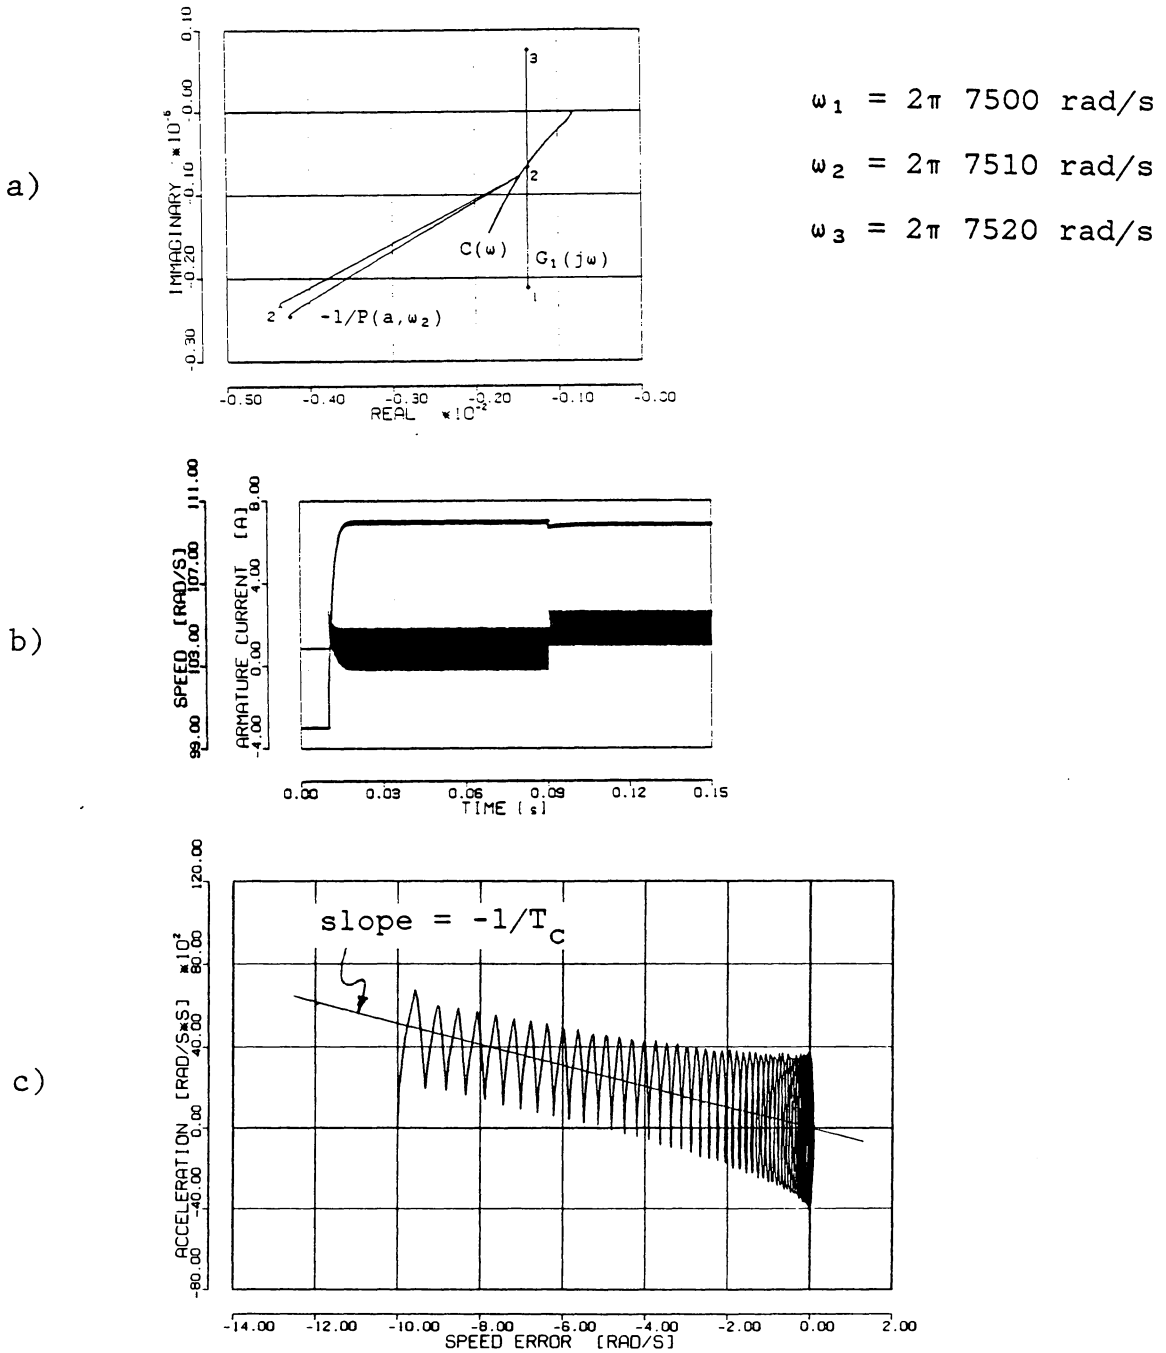 a)
IMMAGINARY *10⁻⁶
0.10
-0.00
-0.10
-0.20
-0.30
3
2
C(ω)
G₁(jω)
1
2
-1/P(a,ω₂)
-0.50 -0.40 -0.30 -0.20 -0.10 -0.00
REAL *10⁻²
ω₁ = 2π 7500 rad/s
ω₂ = 2π 7510 rad/s
ω₃ = 2π 7520 rad/s
b)
SPEED [RAD/S]
111.00
107.00
103.00
99.00
ARMATURE CURRENT [A]
8.00
4.00
0.00
-4.00
0.00 0.03 0.06 0.09 0.12 0.15
TIME [s]
c)
ACCELERATION [RAD/S*S] *10²
120.00
80.00
40.00
0.00
-40.00
-80.00
slope = -1/T_c
-14.00 -12.00 -10.00 -8.00 -6.00 -4.00 -2.00 0.00 2.00
SPEED ERROR [RAD/S]